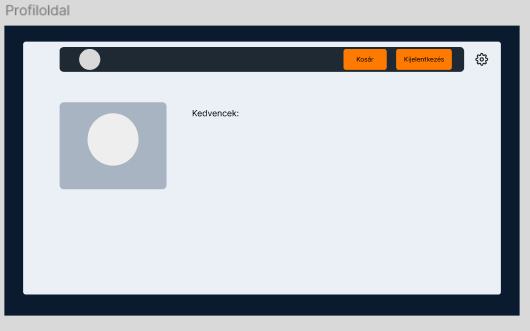 Profiloldal
Kosár
Kijelentkezés
Kedvencek: